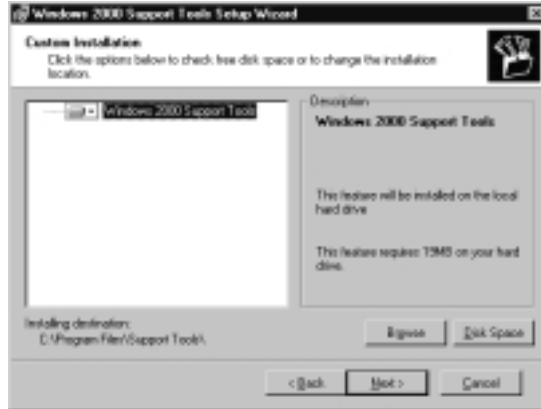 Windows 2000 Support Tools Setup Wizard
Custom Installation
Click the options below to check free disk space or to change the installation
location.
Windows 2000 Support Tools
Description
Windows 2000 Support Tools
This feature will be installed on the local
hard drive
This feature requires 19MB on your hard
drive.
Installing destination:
C:\Program Files\Support Tools\
Browse
Disk Space
< Back
Next >
Cancel